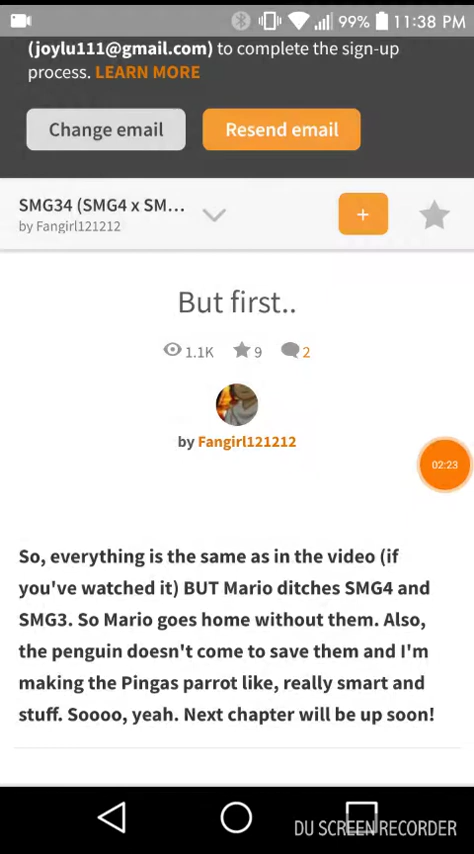 99% 11:38 PM
(joylu111@gmail.com) to complete the sign-up
process. LEARN MORE
Change email Resend email
SMG34 (SMG4 x SM...
by Fangirl121212
+
But first..
1.1K 9 2
by Fangirl121212
02:23
So, everything is the same as in the video (if
you've watched it) BUT Mario ditches SMG4 and
SMG3. So Mario goes home without them. Also,
the penguin doesn't come to save them and I'm
making the Pingas parrot like, really smart and
stuff. Soooo, yeah. Next chapter will be up soon!
DU SCREEN RECORDER